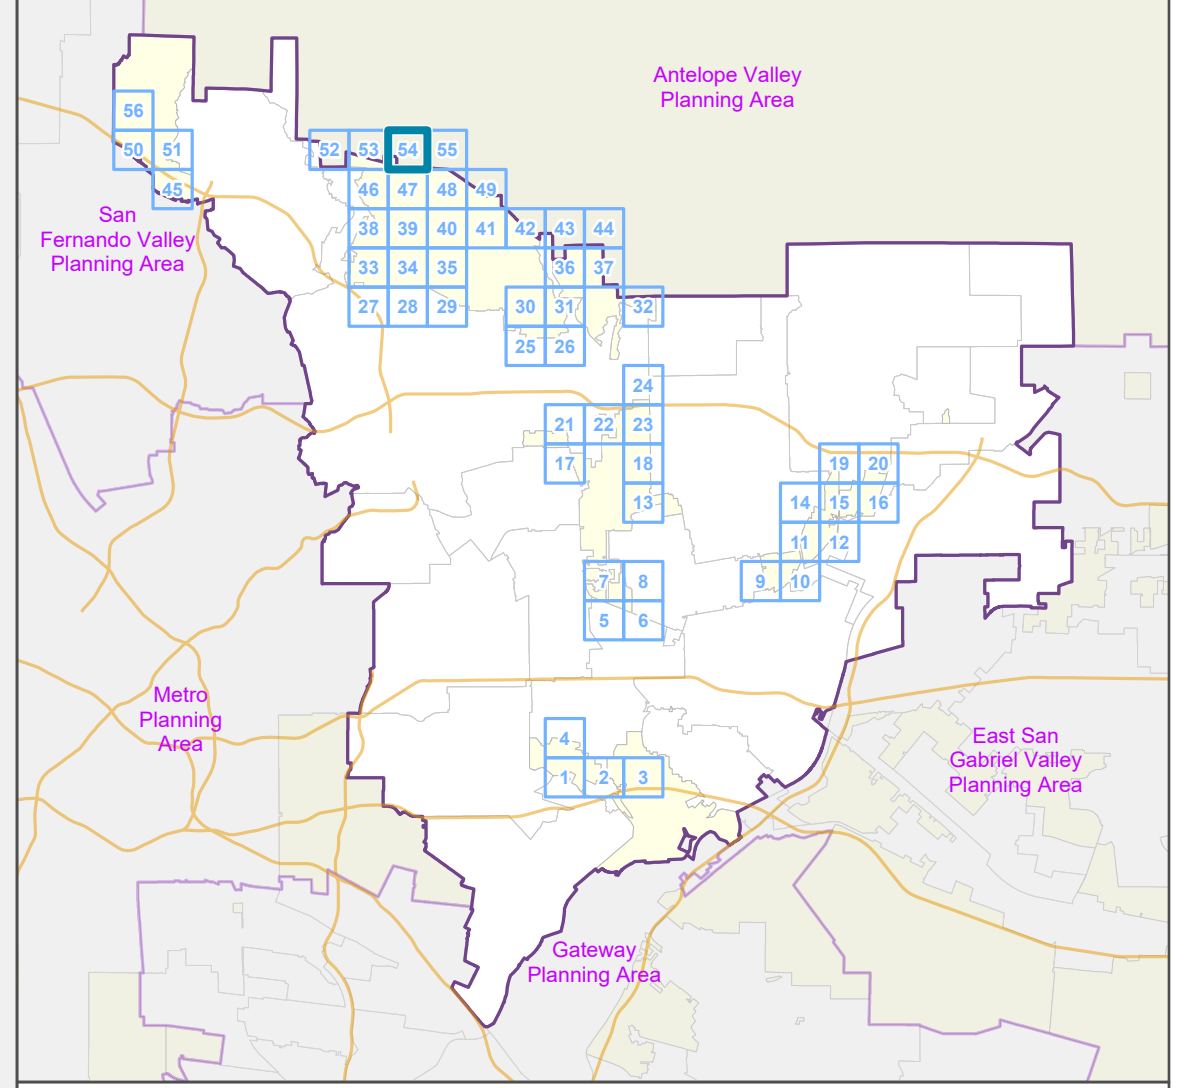 Antelope Valley
Planning Area
56
50 51
52 53 54 55
45
46 47 48 49
San
Fernando Valley
Planning Area
38 39 40 41 42 43 44
33 34 35
36 37
27 28 29
30 31
32
25 26
24
21 22 23
17
18
19 20
13
14 15 16
11 12
7 8
9 10
5 6
Metro
Planning
Area
4
1 2 3
East San
Gabriel Valley
Planning Area
Gateway
Planning Area